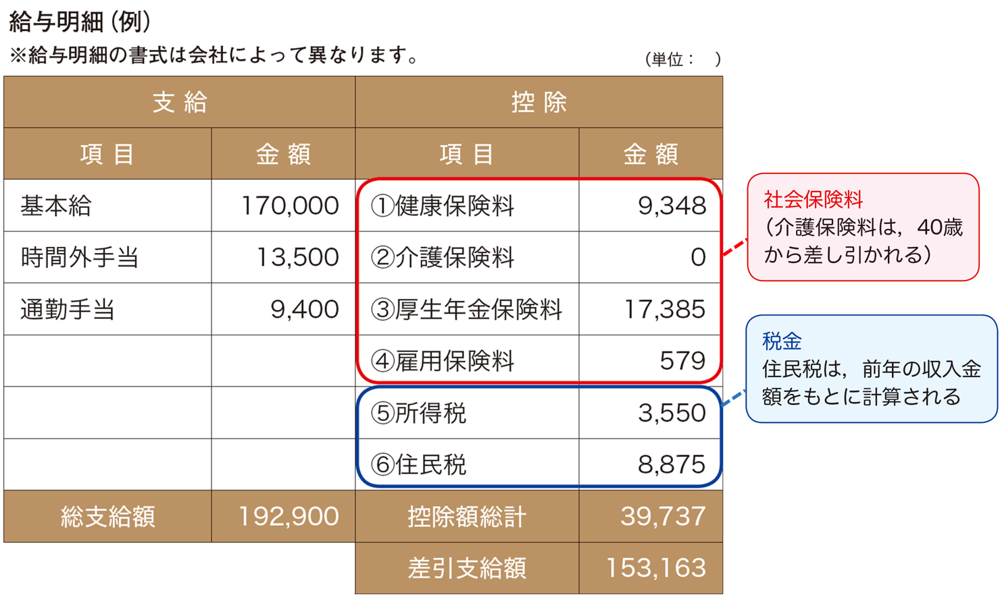 給与明細(例)
※給与明細の書式は会社によって異なります。
(単位: )
支給 控除
項目 金額 項目 金額
基本給 170,000 ①健康保険料 9,348
時間外手当 13,500 ②介護保険料 0
通勤手当 9,400 ③厚生年金保険料 17,385
④雇用保険料 579
⑤所得税 3,550
⑥住民税 8,875
総支給額 192,900 控除額総計 39,737
差引支給額 153,163
社会保険料
(介護保険料は,40歳
から差し引かれる)
税金
住民税は,前年の収入金
額をもとに計算される